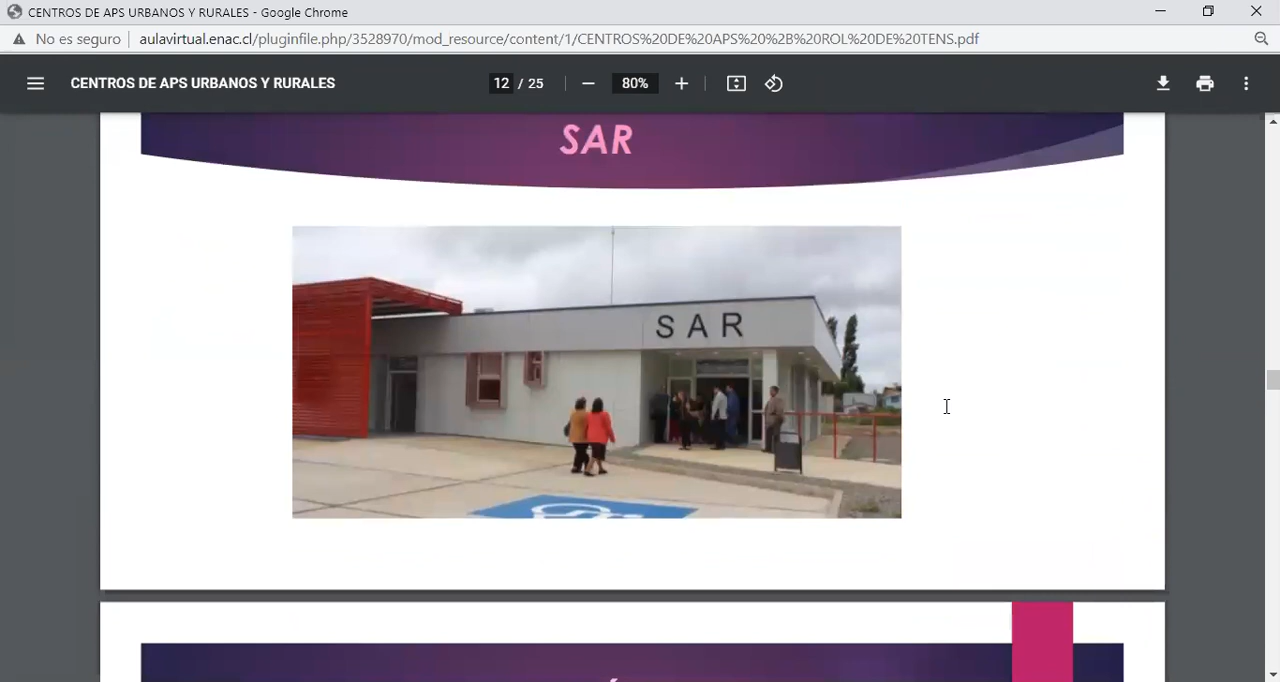 CENTROS DE APS URBANOS Y RURALES - Google Chrome
No es seguro | aulavirtual.enac.cl/pluginfile.php/3528970/mod_resource/content/1/CENTROS%20DE%20APS%20%2B%20ROL%20DE%20TENS.pdf
CENTROS DE APS URBANOS Y RURALES 12 / 25 80%
SAR
SAR